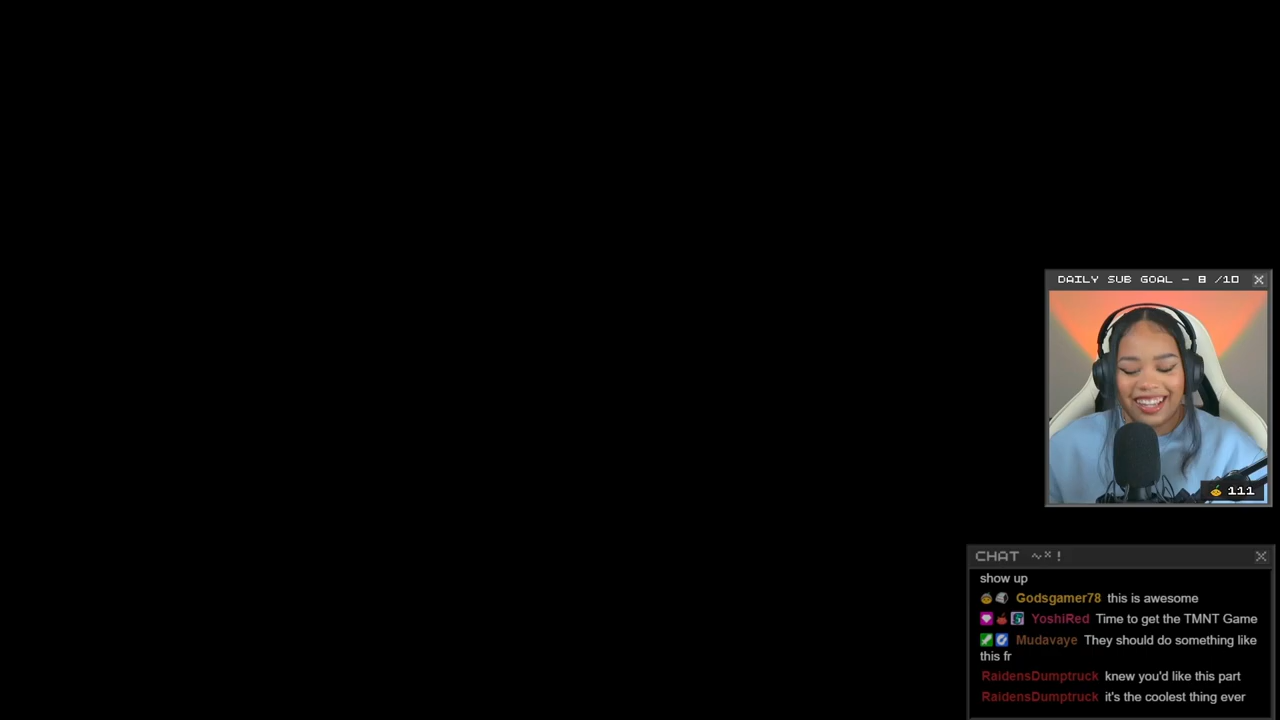 DAILY SUB GOAL - 8 /10
111
CHAT ~× !
show up
Godsgamer78 this is awesome
YoshiRed Time to get the TMNT Game
Mudavaye They should do something like
this fr
RaidensDumptruck knew you'd like this part
RaidensDumptruck it's the coolest thing ever